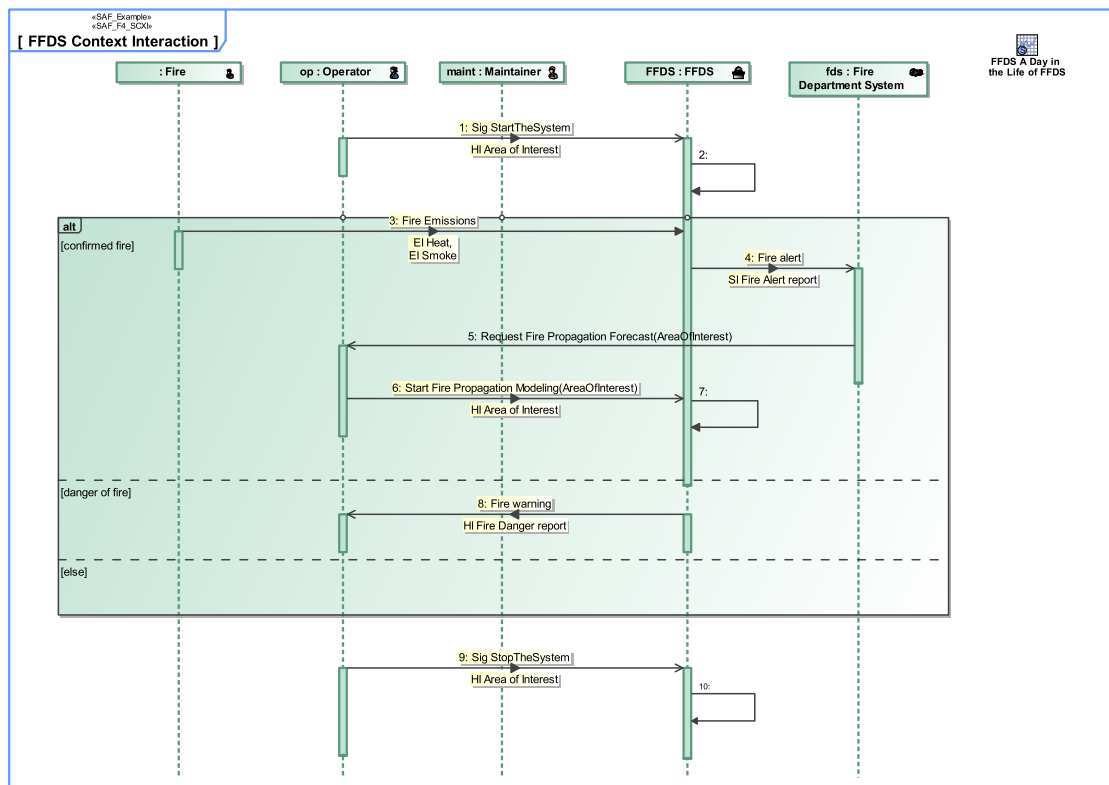 «SAF_Example»
«SAF_F4_SCXI»
[ FFDS Context Interaction ]
FFDS A Day in
the Life of FFDS
: Fire
op : Operator
maint : Maintainer
FFDS : FFDS
fds : Fire
Department System
1: Sig StartTheSystem
HI Area of Interest
2:
alt
[confirmed fire]
3: Fire Emissions
EI Heat,
EI Smoke
4: Fire alert
SI Fire Alert report
5: Request Fire Propagation Forecast(AreaOfInterest)
6: Start Fire Propagation Modeling(AreaOfInterest)
HI Area of Interest
7:
[danger of fire]
8: Fire warning
HI Fire Danger report
[else]
9: Sig StopTheSystem
HI Area of Interest
10: